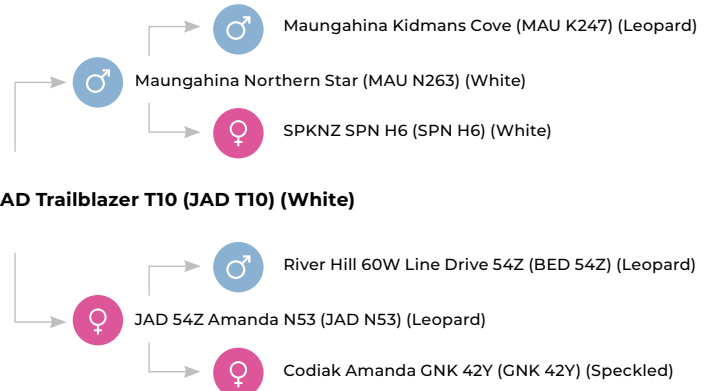 Maungahina Kidmans Cove (MAU K247) (Leopard)
Maungahina Northern Star (MAU N263) (White)
SPKNZ SPN H6 (SPN H6) (White)
AD Trailblazer T10 (JAD T10) (White)
River Hill 60W Line Drive 54Z (BED 54Z) (Leopard)
JAD 54Z Amanda N53 (JAD N53) (Leopard)
Codiak Amanda GNK 42Y (GNK 42Y) (Speckled)